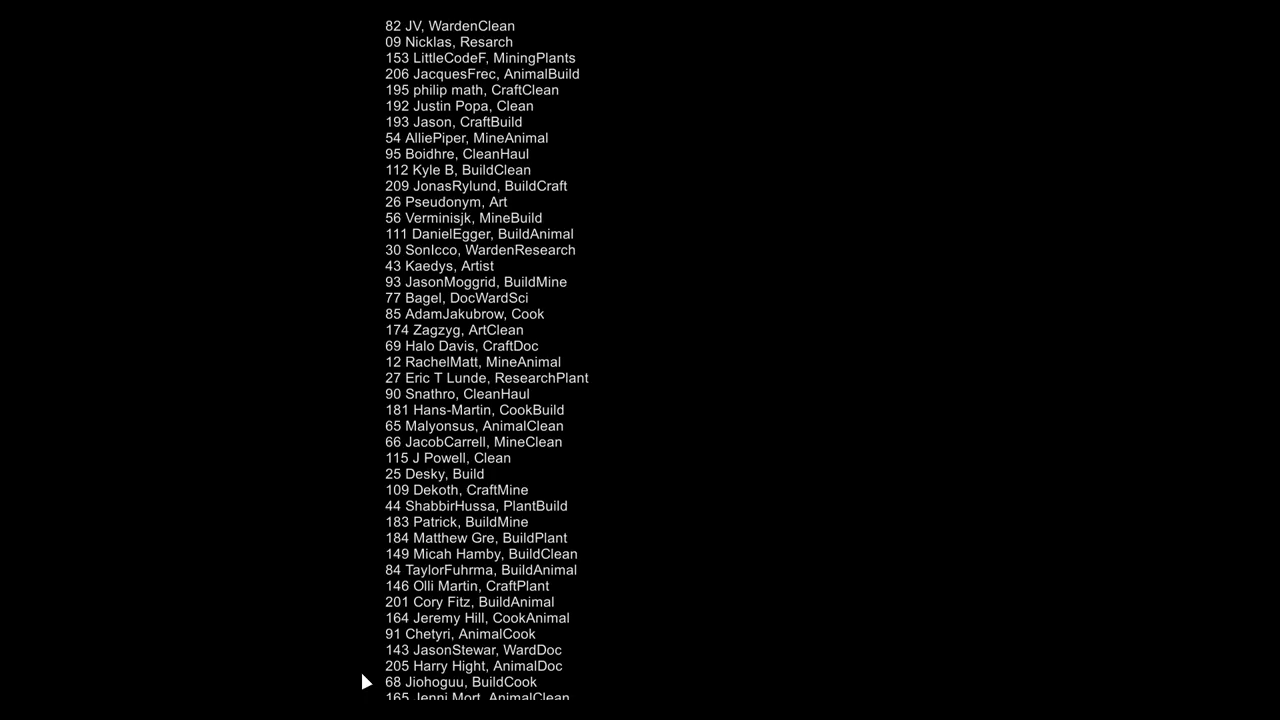 82 JV, WardenClean
09 Nicklas, Resarch
153 LittleCodeF, MiningPlants
206 JacquesFrec, AnimalBuild
195 philip math, CraftClean
192 Justin Popa, Clean
193 Jason, CraftBuild
54 AlliePiper, MineAnimal
95 Boidhre, CleanHaul
112 Kyle B, BuildClean
209 JonasRylund, BuildCraft
26 Pseudonym, Art
56 Verminisjk, MineBuild
111 DanielEgger, BuildAnimal
30 SonIcco, WardenResearch
43 Kaedys, Artist
93 JasonMoggrid, BuildMine
77 Bagel, DocWardSci
85 AdamJakubrow, Cook
174 Zagzyg, ArtClean
69 Halo Davis, CraftDoc
12 RachelMatt, MineAnimal
27 Eric T Lunde, ResearchPlant
90 Snathro, CleanHaul
181 Hans-Martin, CookBuild
65 Malyonsus, AnimalClean
66 JacobCarrell, MineClean
115 J Powell, Clean
25 Desky, Build
109 Dekoth, CraftMine
44 ShabbirHussa, PlantBuild
183 Patrick, BuildMine
184 Matthew Gre, BuildPlant
149 Micah Hamby, BuildClean
84 TaylorFuhrma, BuildAnimal
146 Olli Martin, CraftPlant
201 Cory Fitz, BuildAnimal
164 Jeremy Hill, CookAnimal
91 Chetyri, AnimalCook
143 JasonStewar, WardDoc
205 Harry Hight, AnimalDoc
68 Jiohoguu, BuildCook
165 Jenni Mort, AnimalClean